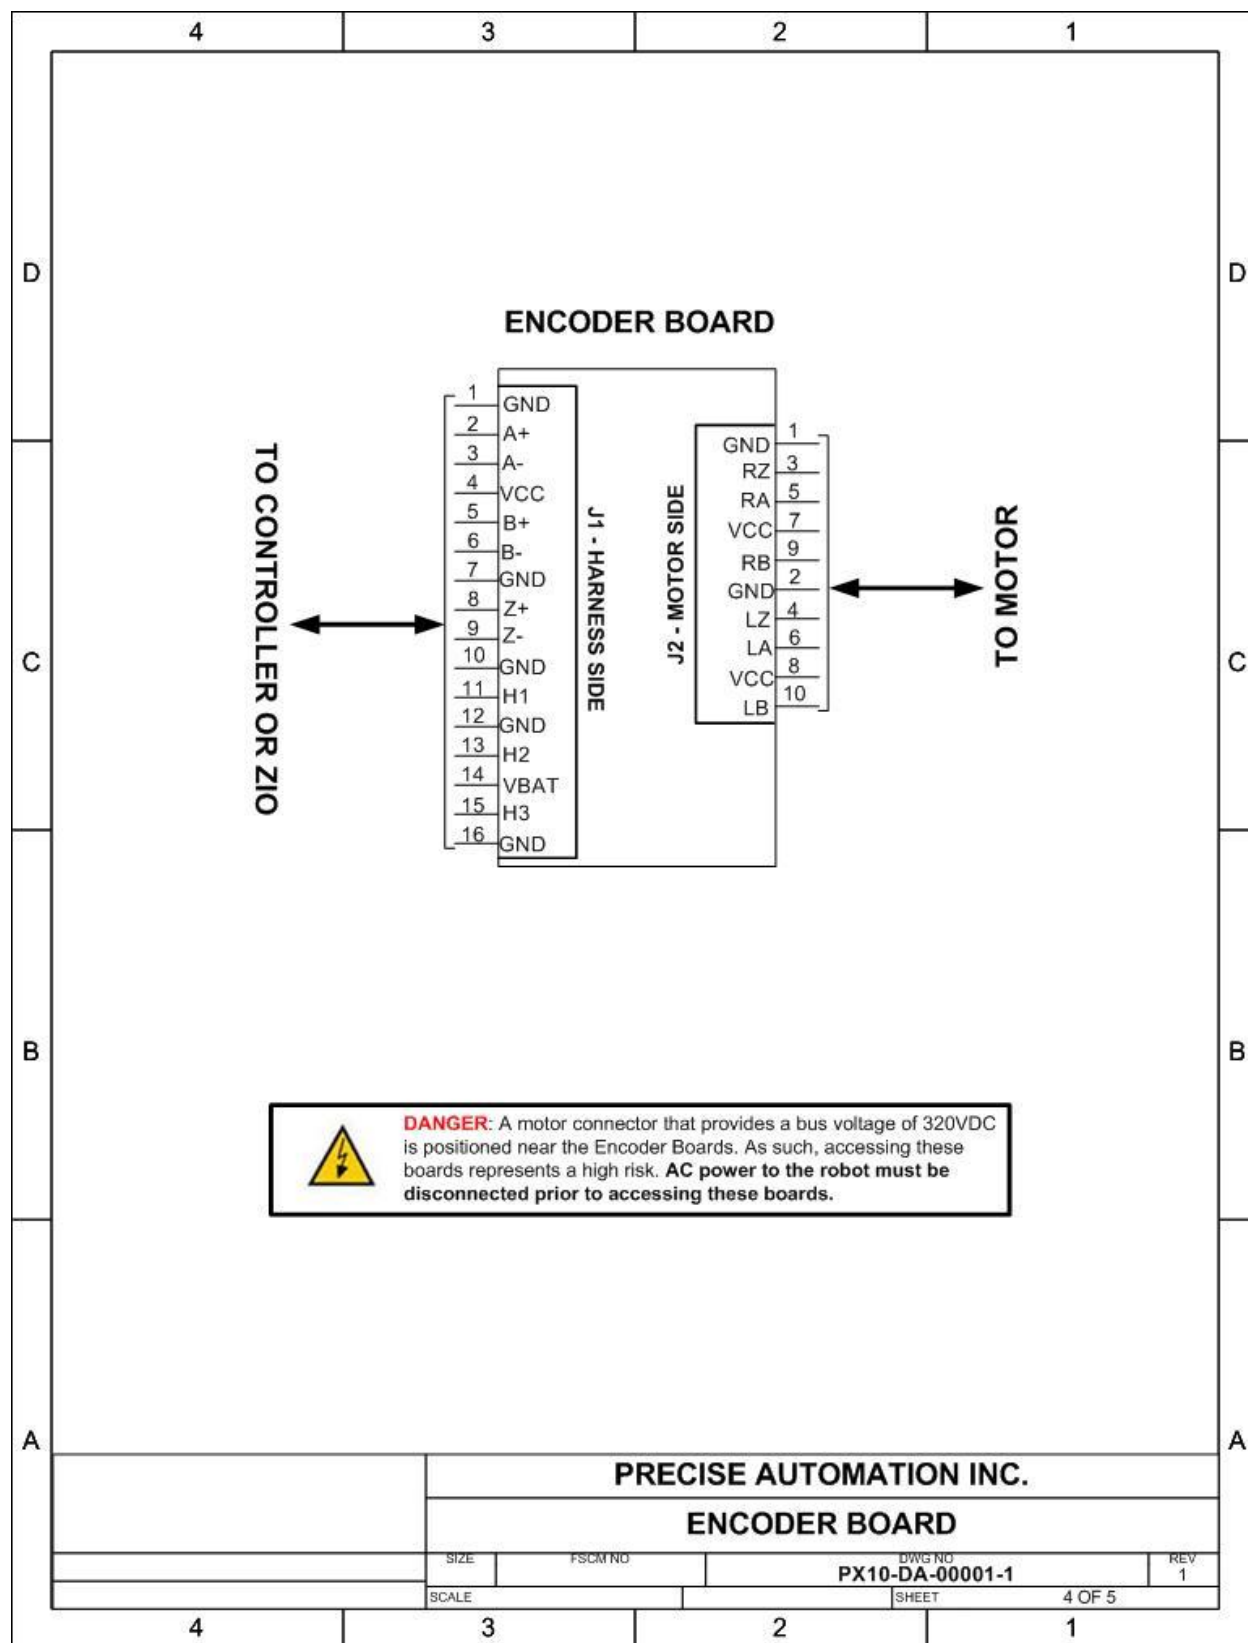 4 3 2 1
D D
ENCODER BOARD
1 GND
2 A+
3 A-
4 VCC
5 B+
6 B-
7 GND
8 Z+
9 Z-
10 GND
11 H1
12 GND
13 H2
14 VBAT
15 H3
16 GND
J1 - HARNESS SIDE
TO CONTROLLER OR ZIO
J2 - MOTOR SIDE
GND 1
RZ 3
RA 5
VCC 7
RB 9
GND 2
LZ 4
LA 6
VCC 8
LB 10
TO MOTOR
C C
B B
DANGER: A motor connector that provides a bus voltage of 320VDC
is positioned near the Encoder Boards. As such, accessing these
boards represents a high risk. AC power to the robot must be
disconnected prior to accessing these boards.
A A
PRECISE AUTOMATION INC.
ENCODER BOARD
SIZE FSCM NO DWG NO REV
PX10-DA-00001-1 1
SCALE SHEET 4 OF 5
4 3 2 1